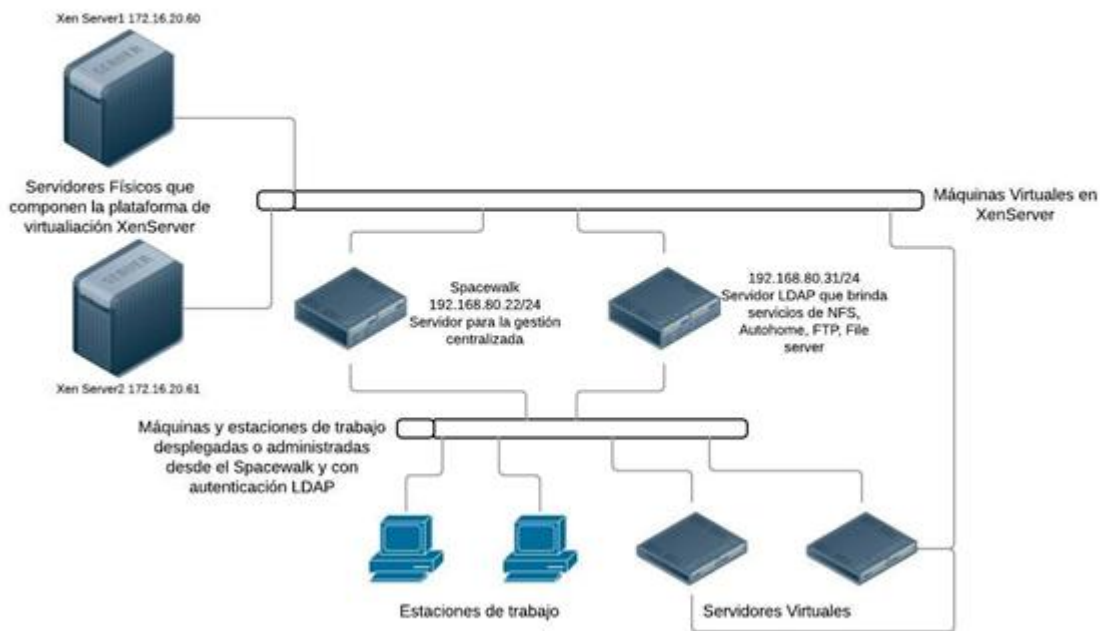 Xen Server1 172.16.20.60
SERVER
Servidores Físicos que
componen la plataforma de
virtualiación XenServer
Máquinas Virtuales en
XenServer
SERVER
Xen Server2 172.16.20.61
Spacewalk
192.168.80.22/24
Servidor para la gestión
centralizada
192.168.80.31/24
Servidor LDAP que brinda
servicios de NFS,
Autohome, FTP, File
server
Máquinas y estaciones de trabajo
desplegadas o administradas
desde el Spacewalk y con
autenticación LDAP
Estaciones de trabajo
Servidores Virtuales